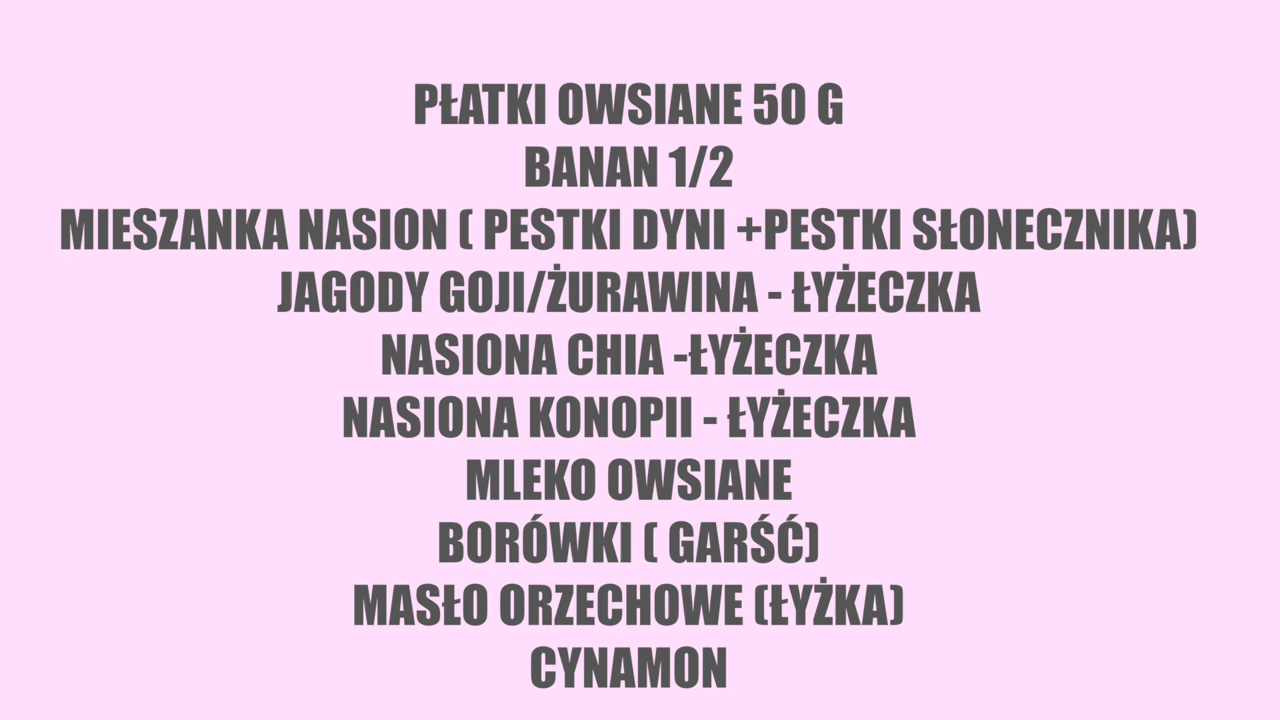 PŁATKI OWSIANE 50 G
BANAN 1/2
MIESZANKA NASION ( PESTKI DYNI +PESTKI SŁONECZNIKA)
JAGODY GOJI/ŻURAWINA - ŁYŻECZKA
NASIONA CHIA -ŁYŻECZKA
NASIONA KONOPII - ŁYŻECZKA
MLEKO OWSIANE
BORÓWKI ( GARŚĆ)
MASŁO ORZECHOWE (ŁYŻKA)
CYNAMON